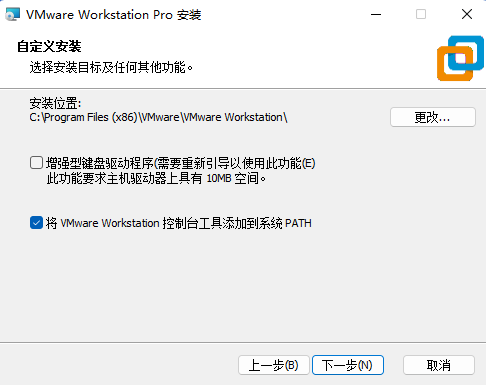 VMware Workstation Pro 安装
自定义安装
选择安装目标及任何其他功能。
安装位置:
C:\Program Files (x86)\VMware\VMware Workstation\
更改...
增强型键盘驱动程序(需要重新引导以使用此功能(E)
此功能要求主机驱动器上具有 10MB 空间。
将 VMware Workstation 控制台工具添加到系统 PATH
上一步(B) 下一步(N) 取消